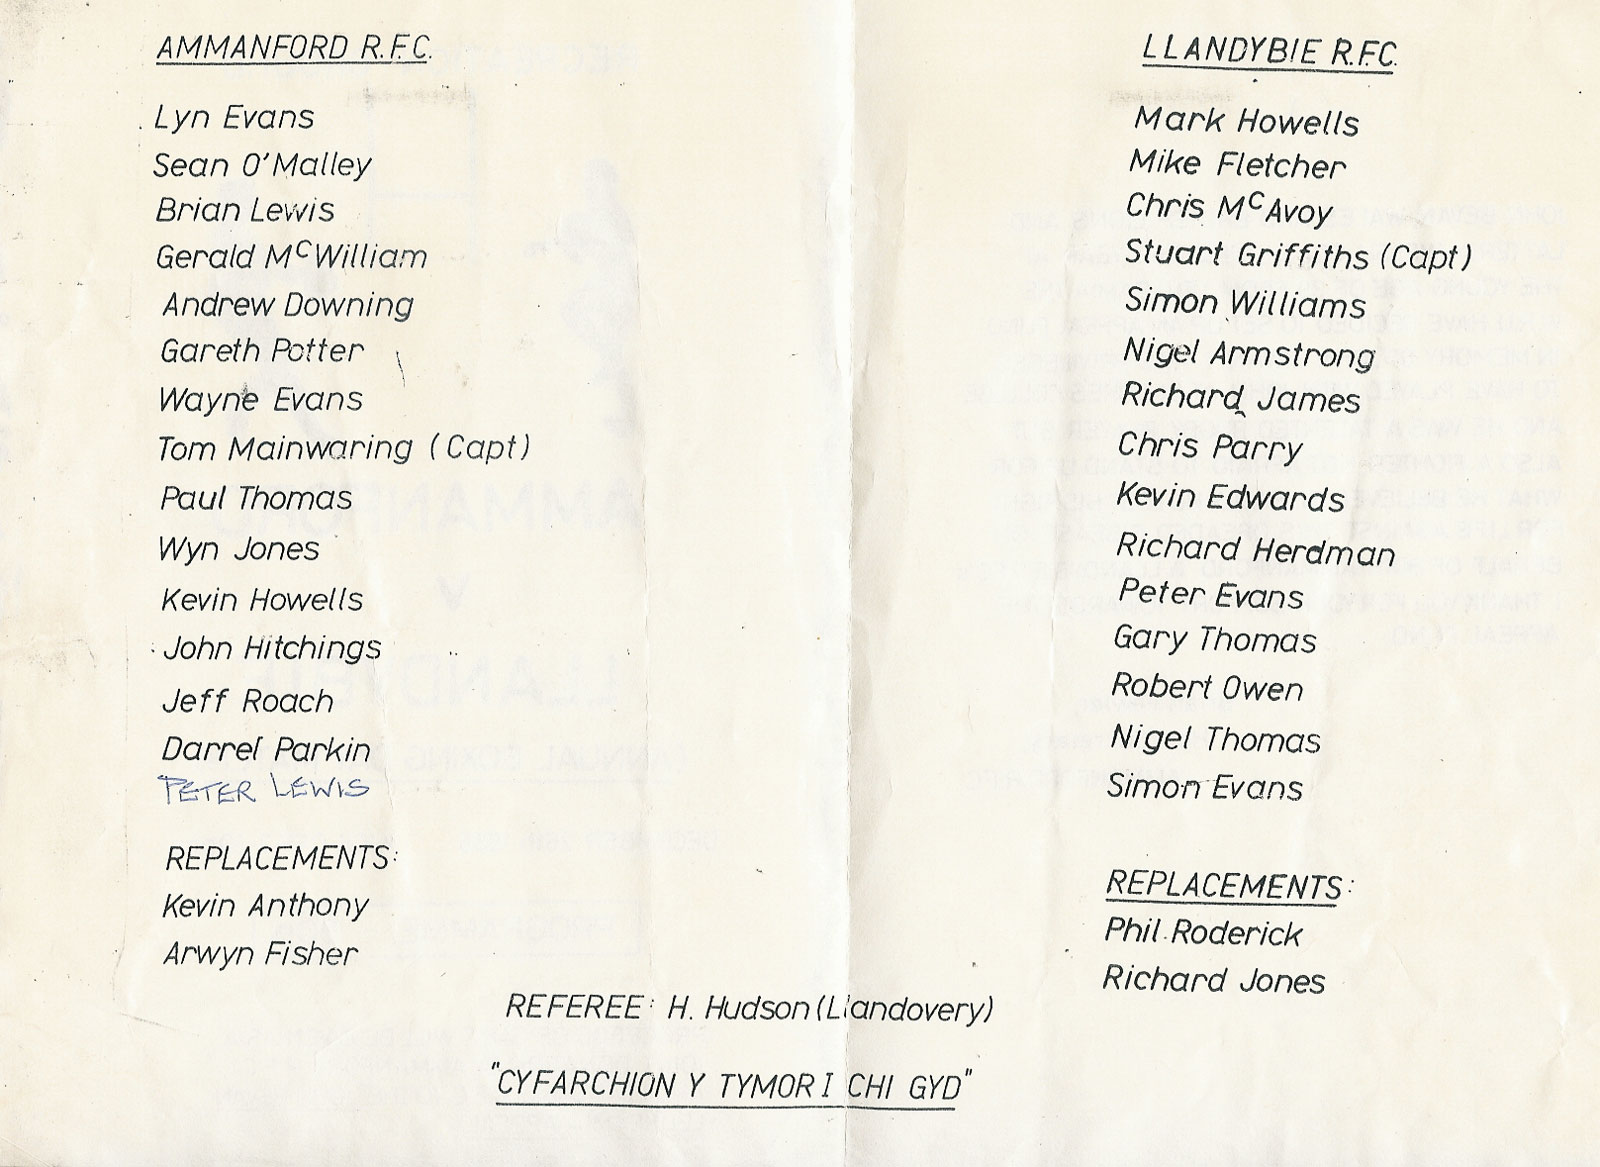 AMMANFORD R.F.C.
Lyn Evans
Sean O'Malley
Brian Lewis
Gerald McWilliam
Andrew Downing
Gareth Potter
Wayne Evans
Tom Mainwaring (Capt)
Paul Thomas
Wyn Jones
Kevin Howells
John Hitchings
Jeff Roach
Darrel Parkin
PETER LEWIS
REPLACEMENTS:
Kevin Anthony
Arwyn Fisher
LLANDYBIE R.F.C.
Mark Howells
Mike Fletcher
Chris McAvoy
Stuart Griffiths (Capt)
Simon Williams
Nigel Armstrong
Richard James
Chris Parry
Kevin Edwards
Richard Herdman
Peter Evans
Gary Thomas
Robert Owen
Nigel Thomas
Simon Evans
REPLACEMENTS:
Phil Roderick
Richard Jones
REFEREE: H. Hudson (Llandovery)
"CYFARCHION Y TYMOR I CHI GYD"